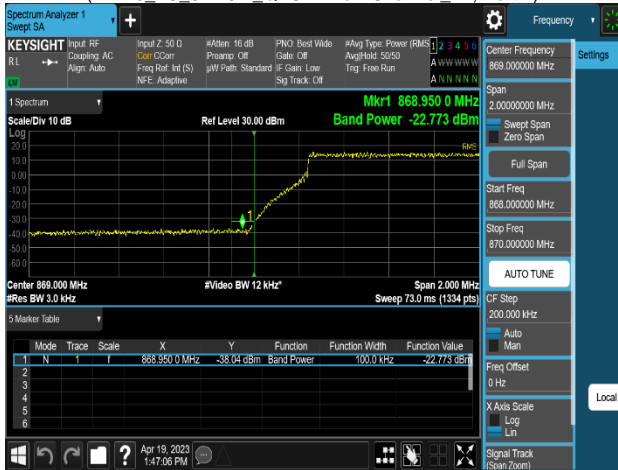 Spectrum Analyzer 1
Swept SA
+
Frequency
KEYSIGHT
RL
LV
Input: RF
Coupling: AC
Align: Auto
Input Z: 50 Ω
Corr CCorr
Freq Ref: Int (S)
NFE: Adaptive
#Atten: 16 dB
Preamp: Off
µW Path: Standard
PNO: Best Wide
Gate: Off
IF Gain: Low
Sig Track: Off
#Avg Type: Power (RMS
Avg|Hold: 50/50
Trig: Free Run
1 2 3 4 5 6
A W W W W W
A N N N N N
1 Spectrum
Scale/Div 10 dB
Ref Level 30.00 dBm
Mkr1 868.950 0 MHz
Band Power -22.773 dBm
Log
20.0
10.0
0.00
-10.0
-20.0
-30.0
-40.0
-50.0
-60.0
RMS
1
Center 869.000 MHz
#Res BW 3.0 kHz
#Video BW 12 kHz*
Span 2.000 MHz
Sweep 73.0 ms (1334 pts)
5 Marker Table
Mode Trace Scale X Y Function Function Width Function Value
1 N 1 f 868.950 0 MHz -38.04 dBm Band Power 100.0 kHz -22.773 dBm
2
3
4
5
6
?
Apr 19, 2023
1:47:06 PM
Center Frequency
869.000000 MHz
Span
2.00000000 MHz
Swept Span
Zero Span
Full Span
Start Freq
868.000000 MHz
Stop Freq
870.000000 MHz
AUTO TUNE
CF Step
200.000 kHz
Auto
Man
Freq Offset
0 Hz
X Axis Scale
Log
Lin
Signal Track
(Span Zoom)
Settings
Local